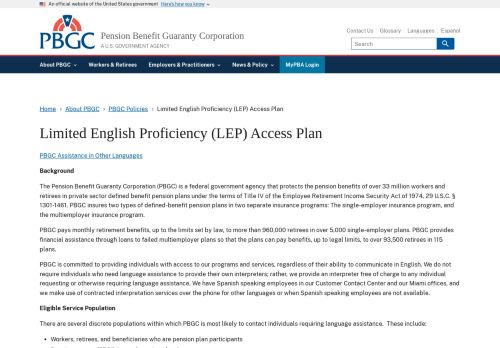 An official website of the United States government Here's how you know
PBGC
Pension Benefit Guaranty Corporation
A U.S. GOVERNMENT AGENCY
Contact Us Glossary Languages Español
Search
About PBGC Workers & Retirees Employers & Practitioners News & Policy MyPBA Login
Home › About PBGC › PBGC Policies › Limited English Proficiency (LEP) Access Plan
Limited English Proficiency (LEP) Access Plan
PBGC Assistance in Other Languages
Background
The Pension Benefit Guaranty Corporation (PBGC) is a federal government agency that protects the pension benefits of over 33 million workers and
retirees in private sector defined benefit pension plans under the terms of Title IV of the Employee Retirement Income Security Act of 1974, 29 U.S.C. §
1301-1461. PBGC insures two types of defined-benefit pension plans in two separate insurance programs: The single-employer insurance program, and
the multiemployer insurance program.
PBGC pays monthly retirement benefits, up to the limits set by law, to more than 960,000 retirees in over 5,000 single-employer plans. PBGC provides
financial assistance through loans to failed multiemployer plans so that the plans can pay benefits, up to legal limits, to over 93,500 retirees in 115
plans.
PBGC is committed to providing individuals with access to our programs and services, regardless of their ability to communicate in English. We do not
require individuals who need language assistance to provide their own interpreters; rather, we provide an interpreter free of charge to any individual
requesting or otherwise requiring language assistance. We have Spanish speaking employees in our Customer Contact Center and our Miami offices, and
we make use of contracted interpretation services over the phone for other languages or when Spanish speaking employees are not available.
Eligible Service Population
There are several discrete populations within which PBGC is most likely to contact individuals requiring language assistance. These include:
• Workers, retirees, and beneficiaries who are pension plan participants